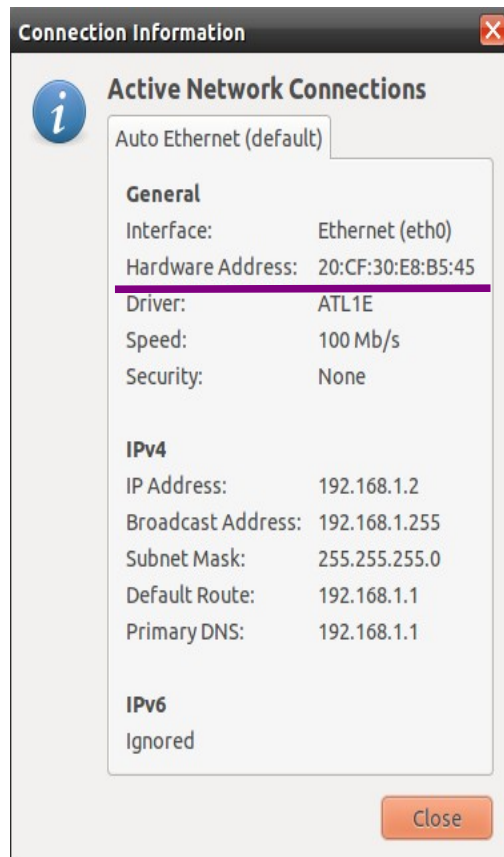 Connection Information
Active Network Connections
Auto Ethernet (default)
General
Interface: Ethernet (eth0)
Hardware Address: 20:CF:30:E8:B5:45
Driver: ATL1E
Speed: 100 Mb/s
Security: None
IPv4
IP Address: 192.168.1.2
Broadcast Address: 192.168.1.255
Subnet Mask: 255.255.255.0
Default Route: 192.168.1.1
Primary DNS: 192.168.1.1
IPv6
Ignored
Close